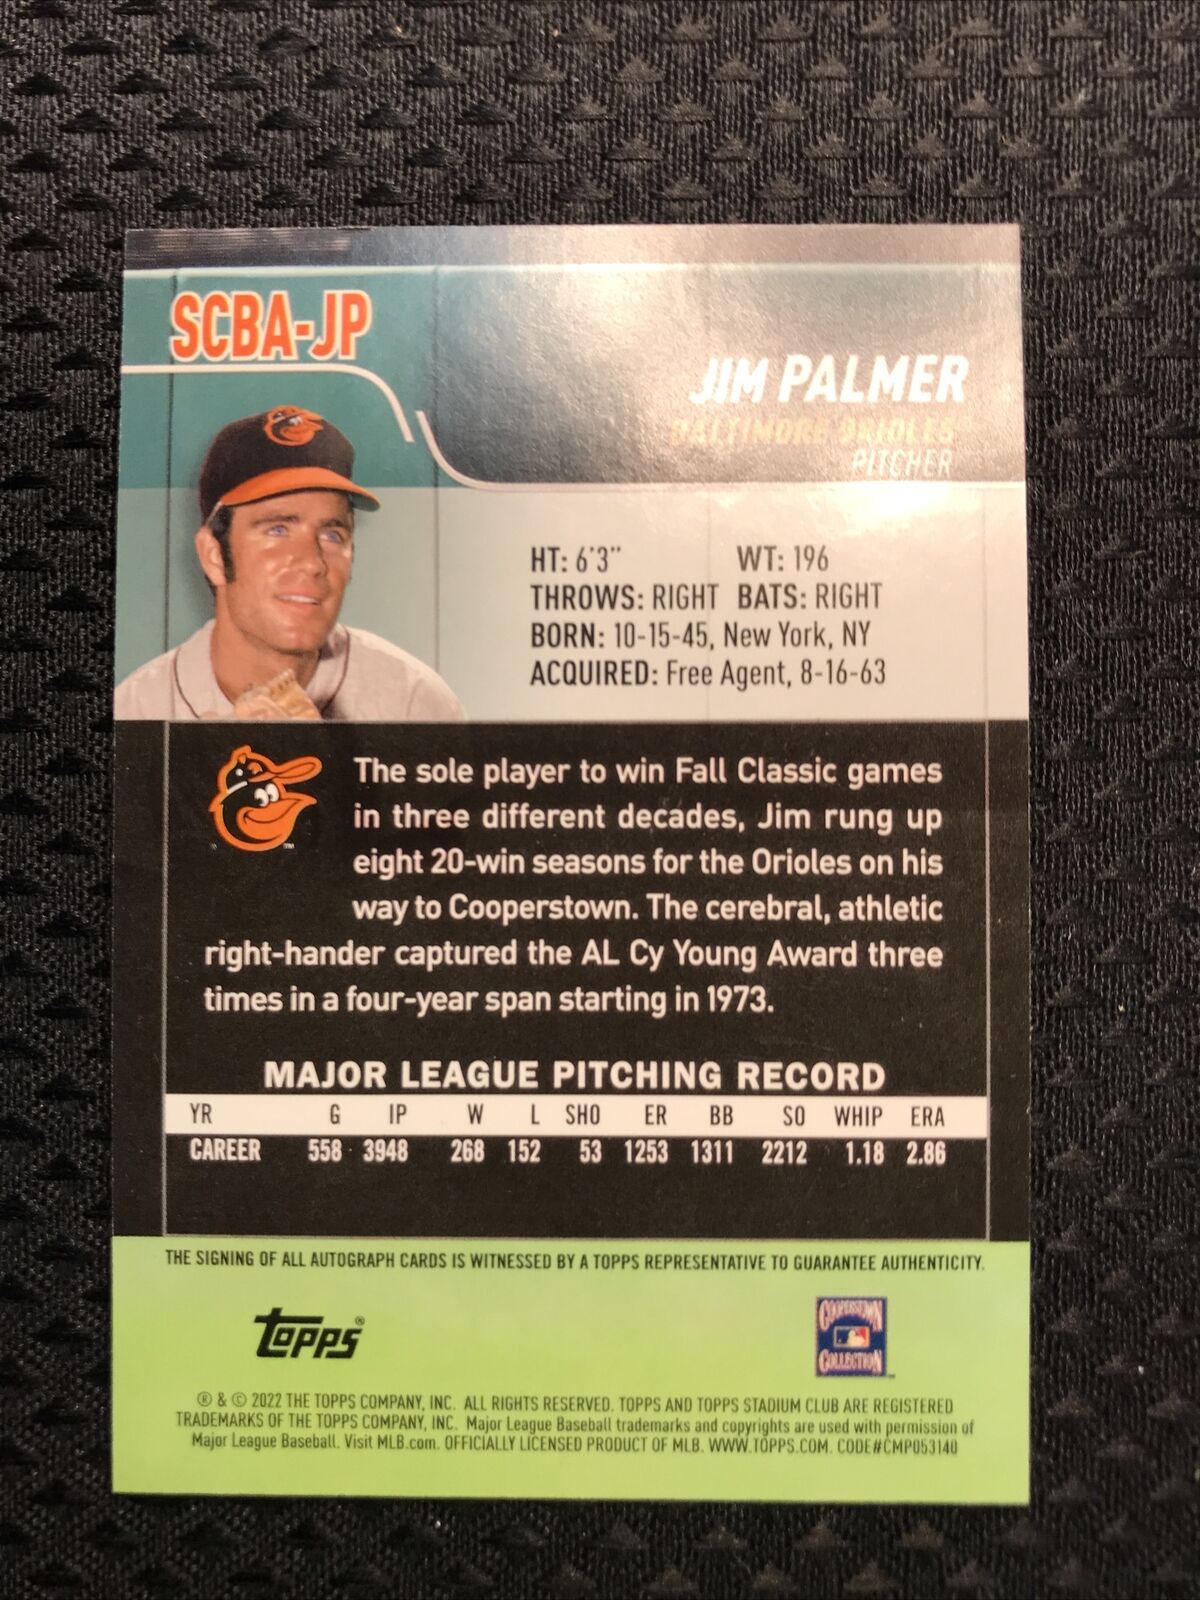 SCBA-JP
JIM PALMER
BALTIMORE ORIOLES®
PITCHER
HT: 6'3" WT: 196
THROWS: RIGHT BATS: RIGHT
BORN: 10-15-45, New York, NY
ACQUIRED: Free Agent, 8-16-63
The sole player to win Fall Classic games
in three different decades, Jim rung up
eight 20-win seasons for the Orioles on his
way to Cooperstown. The cerebral, athletic
right-hander captured the AL Cy Young Award three
times in a four-year span starting in 1973.
MAJOR LEAGUE PITCHING RECORD
YR G IP W L SHO ER BB SO WHIP ERA
CAREER 558 3948 268 152 53 1253 1311 2212 1.18 2.86
THE SIGNING OF ALL AUTOGRAPH CARDS IS WITNESSED BY A TOPPS REPRESENTATIVE TO GUARANTEE AUTHENTICITY.
topps®
COOPERSTOWN
COLLECTION™
® & © 2022 THE TOPPS COMPANY, INC. ALL RIGHTS RESERVED. TOPPS AND TOPPS STADIUM CLUB ARE REGISTERED
TRADEMARKS OF THE TOPPS COMPANY, INC. Major League Baseball trademarks and copyrights are used with permission of
Major League Baseball. Visit MLB.com. OFFICIALLY LICENSED PRODUCT OF MLB. WWW.TOPPS.COM. CODE#CMP053140